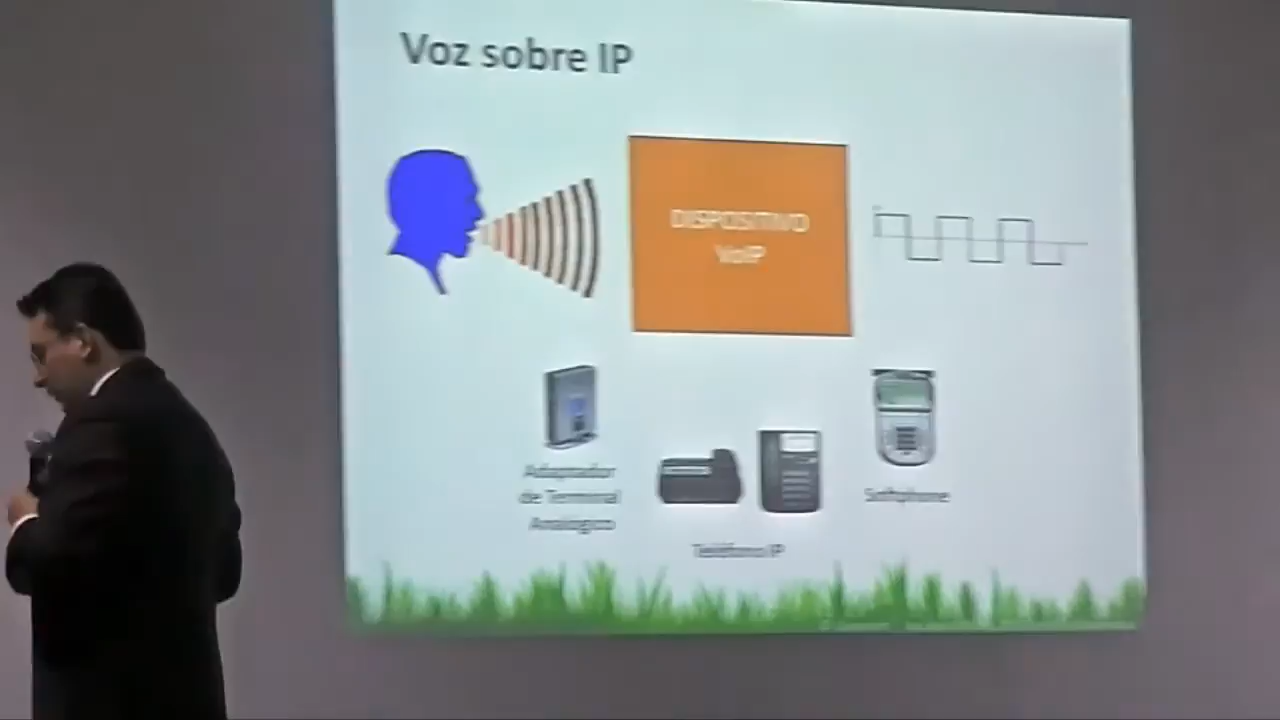 Voz sobre IP
DISPOSITIVO
VoIP
Adaptador
de Terminal
Analógico
Teléfono IP
Softphone